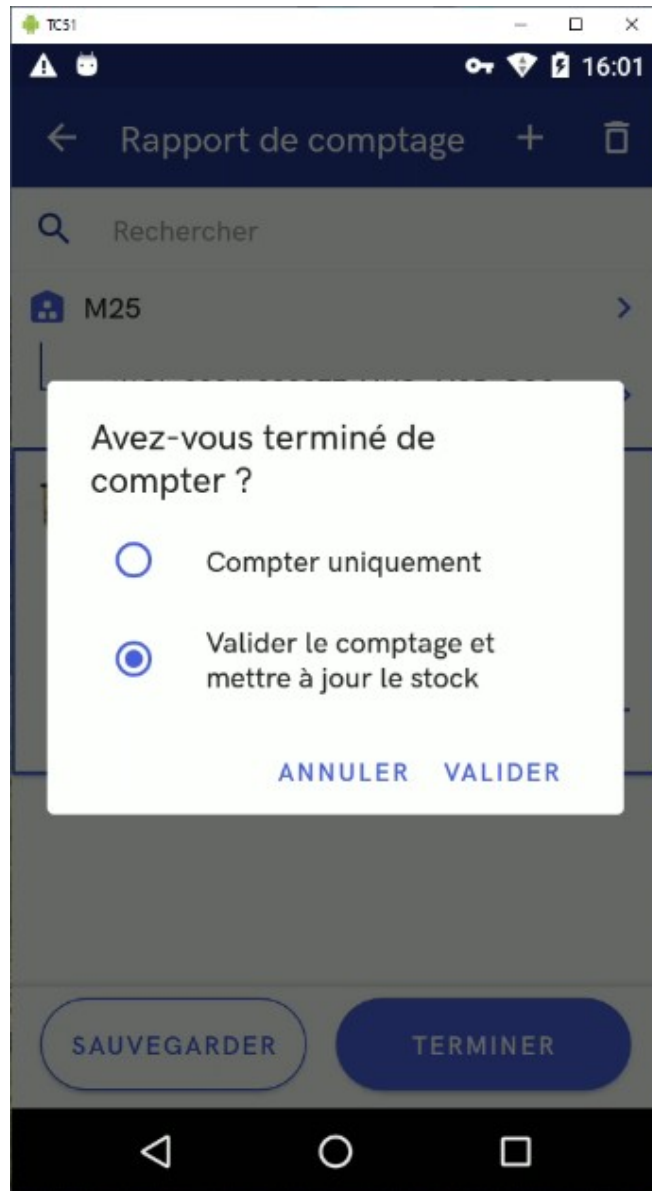 TC51
16:01
Rapport de comptage
Rechercher
M25
Avez-vous terminé de
compter ?
Compter uniquement
Valider le comptage et
mettre à jour le stock
ANNULER VALIDER
SAUVEGARDER TERMINER